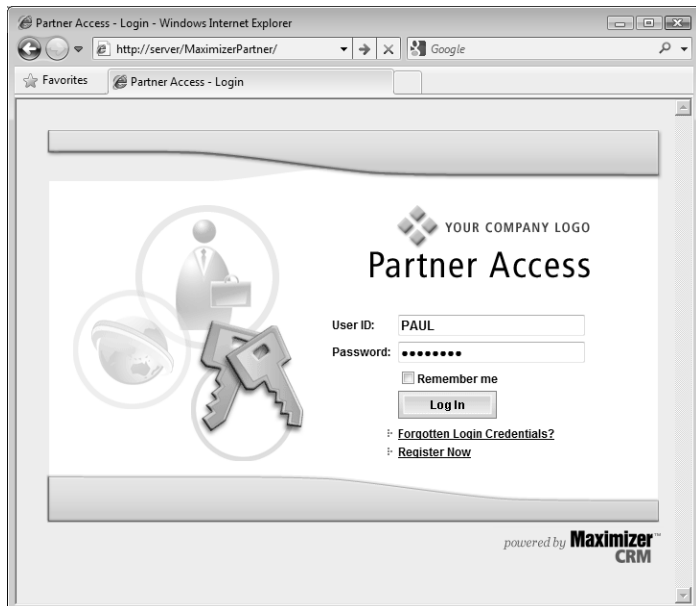 Partner Access - Login - Windows Internet Explorer
http://server/MaximizerPartner/
Google
Favorites
Partner Access - Login
YOUR COMPANY LOGO
Partner Access
User ID: PAUL
Password: ••••••••
Remember me
Log In
Forgotten Login Credentials?
Register Now
powered by Maximizer™
CRM